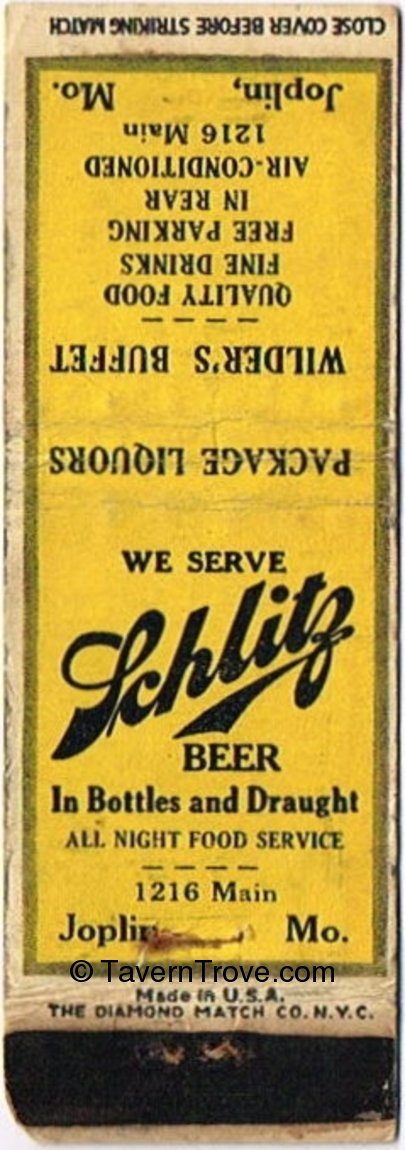 CLOSE COVER BEFORE STRIKING MATCH
PACKAGE LIQUORS
WILDER'S BUFFET
QUALITY FOOD
FINE DRINKS
FREE PARKING
IN REAR
AIR-CONDITIONED
1216 Main
Joplin, Mo.
WE SERVE
Schlitz
BEER
In Bottles and Draught
ALL NIGHT FOOD SERVICE
1216 Main
Joplin Mo.
© TavernTrove.com
Made in U.S.A.
THE DIAMOND MATCH CO. N.Y.C.